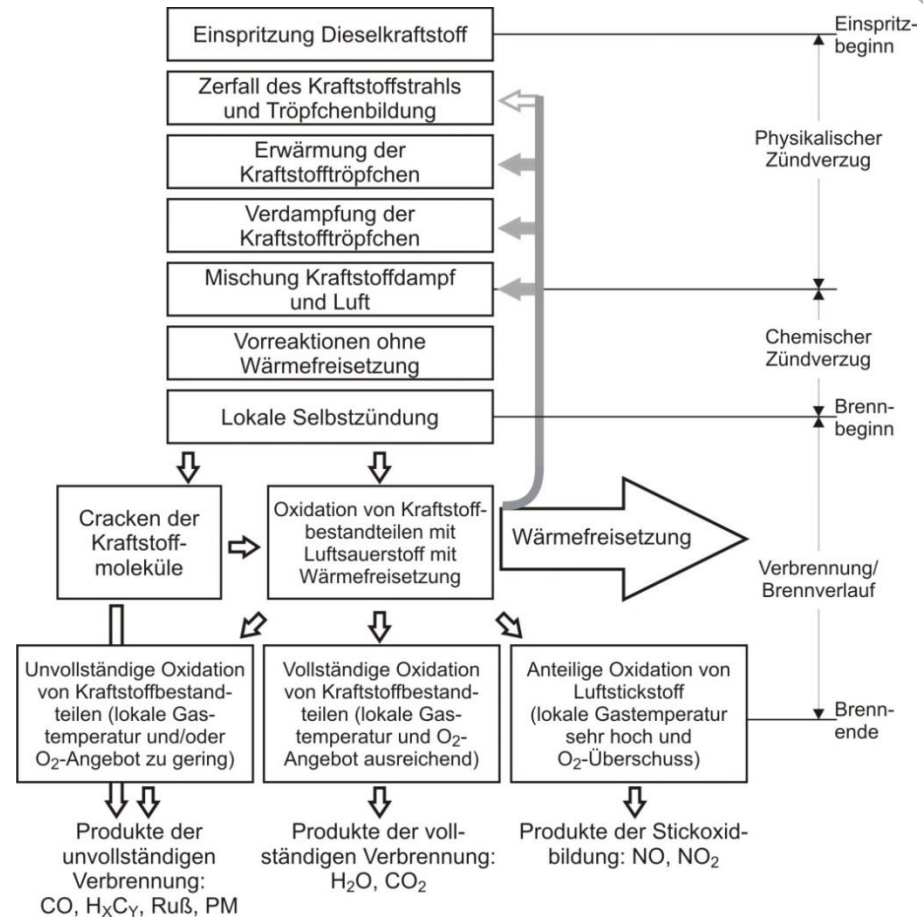 Einspritzung Dieselkraftstoff
Einspritz-
beginn
Zerfall des Kraftstoffstrahls
und Tröpfchenbildung
Erwärmung der
Kraftstofftröpfchen
Physikalischer
Zündverzug
Verdampfung der
Kraftstofftröpfchen
Mischung Kraftstoffdampf
und Luft
Vorreaktionen ohne
Wärmefreisetzung
Chemischer
Zündverzug
Lokale Selbstzündung
Brenn-
beginn
Cracken der
Kraftstoff-
moleküle
Oxidation von Kraftstoff-
bestandteilen mit
Luftsauerstoff mit
Wärmefreisetzung
Wärmefreisetzung
Verbrennung/
Brennverlauf
Unvollständige Oxidation
von Kraftstoffbestand-
teilen (lokale Gas-
temperatur und/oder
O₂-Angebot zu gering)
Vollständige Oxidation
von Kraftstoffbestand-
teilen (lokale Gas-
temperatur und O₂-
Angebot ausreichend)
Anteilige Oxidation von
Luftstickstoff
(lokale Gastemperatur
sehr hoch und
O₂-Überschuss)
Brenn-
ende
Produkte der
unvollständigen
Verbrennung:
CO, HXCY, Ruß, PM
Produkte der voll-
ständigen Verbrennung:
H₂O, CO₂
Produkte der Stickoxid-
bildung: NO, NO₂